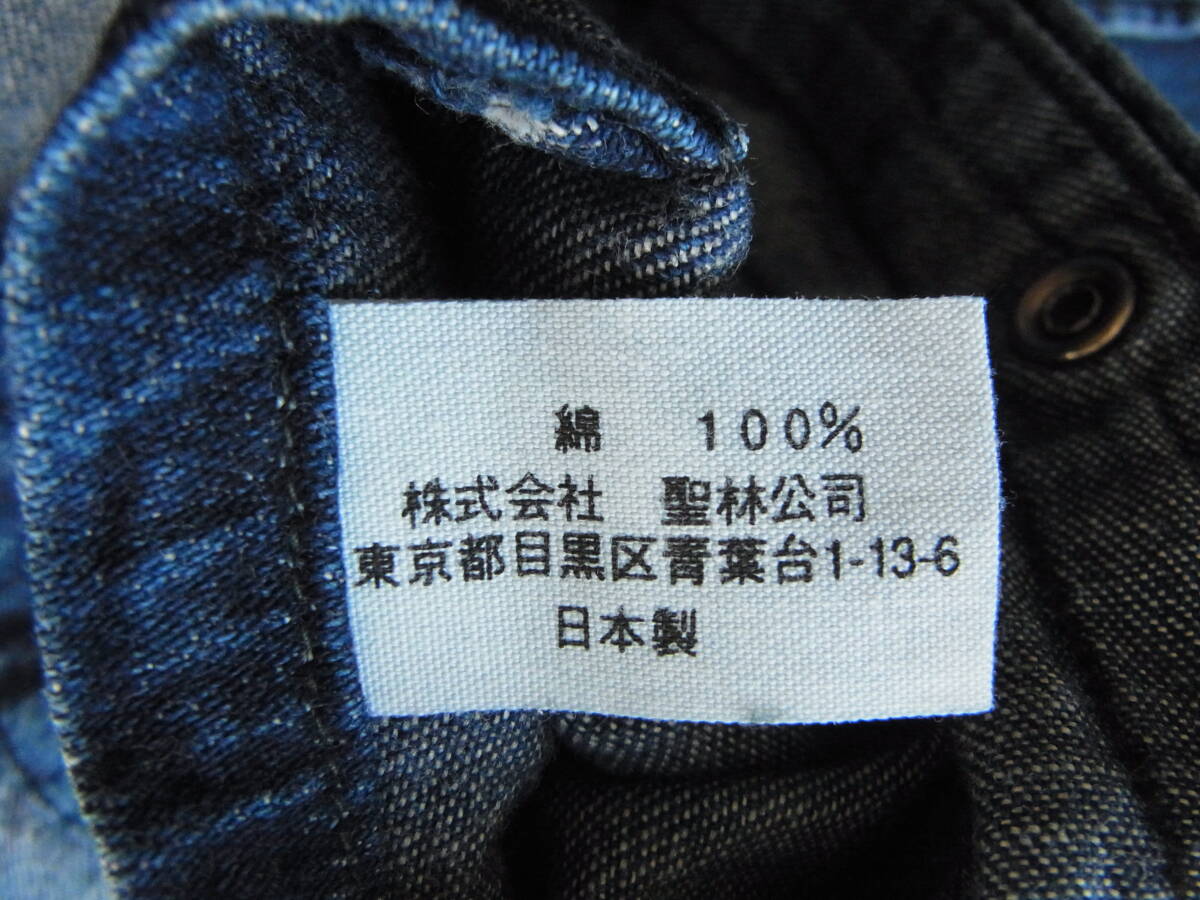 綿 100%
株式会社 聖林公司
東京都目黒区青葉台1-13-6
日本製